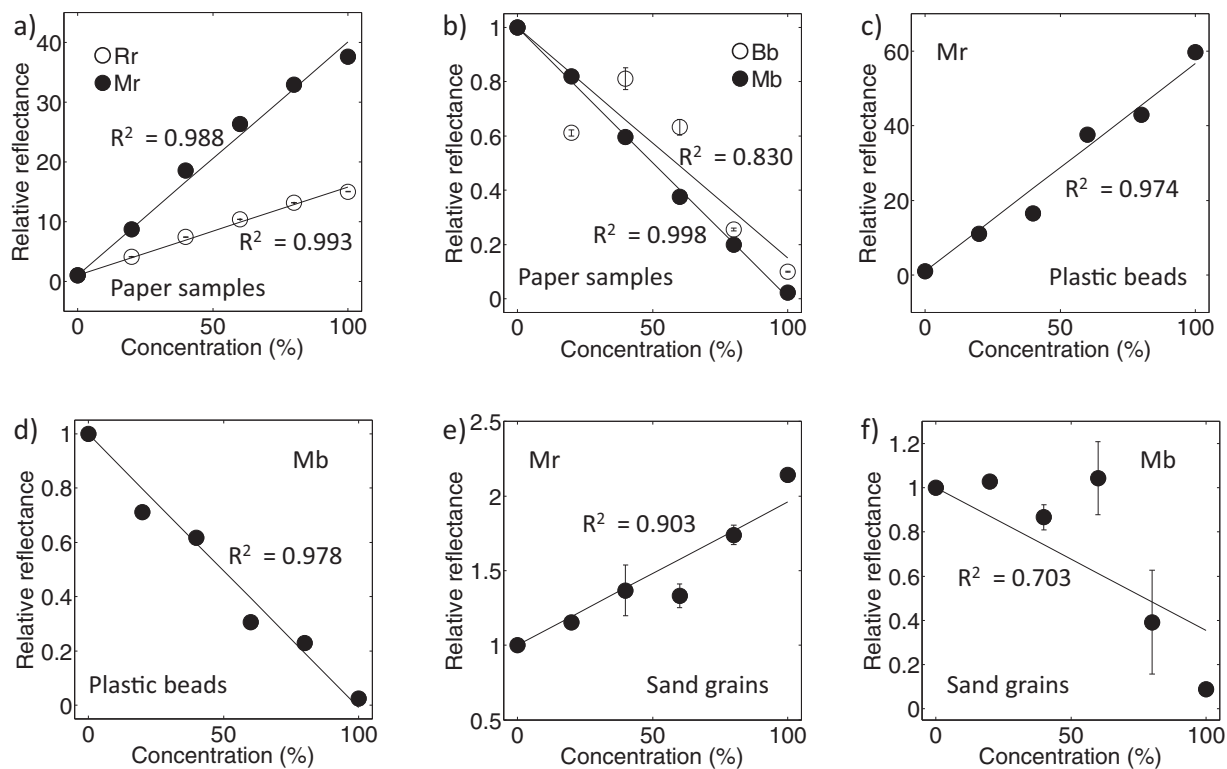 a)
40
30
20
10
0
Relative reflectance
Rr
Mr
R² = 0.988
R² = 0.993
Paper samples
0 50 100
Concentration (%)
b)
1
0.8
0.6
0.4
0.2
0
Relative reflectance
Bb
Mb
R² = 0.830
R² = 0.998
Paper samples
0 50 100
Concentration (%)
c)
60
40
20
0
Relative reflectance
Mr
R² = 0.974
Plastic beads
0 50 100
Concentration (%)
d)
1
0.8
0.6
0.4
0.2
0
Relative reflectance
Mb
R² = 0.978
Plastic beads
0 50 100
Concentration (%)
e)
2.5
2
1.5
1
0.5
Relative reflectance
Mr
R² = 0.903
Sand grains
0 50 100
Concentration (%)
f)
1.2
1
0.8
0.6
0.4
0.2
0
Relative reflectance
Mb
R² = 0.703
Sand grains
0 50 100
Concentration (%)